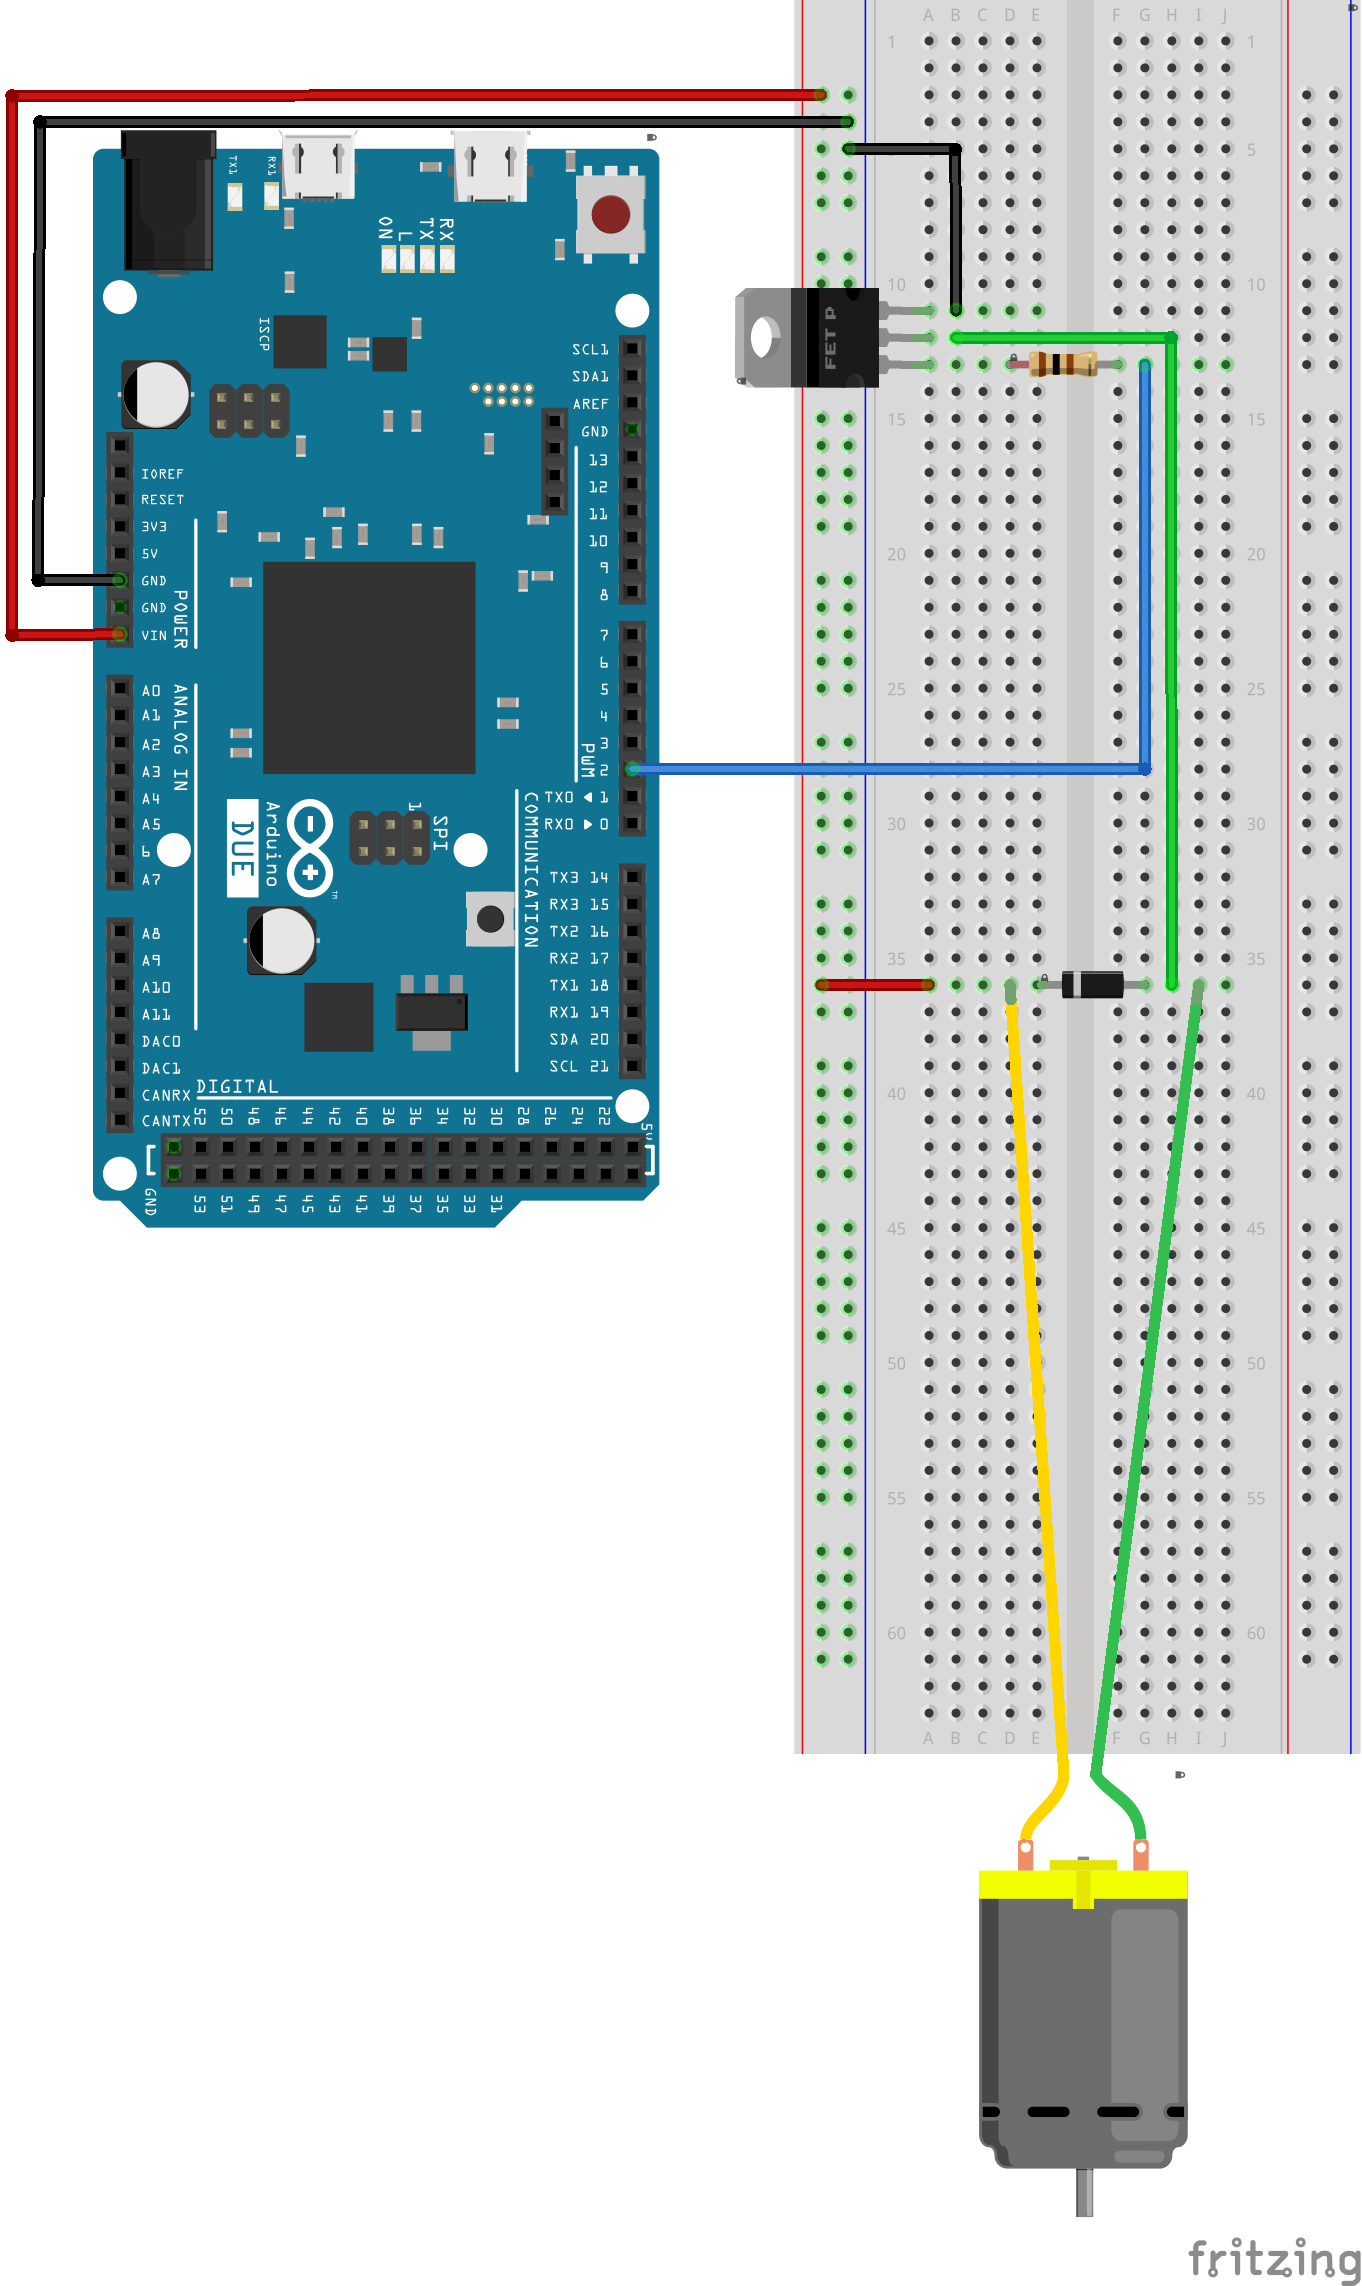 A B C D E F G H I J
1 1
5 5
10 10
15 15
20 20
25 25
30 30
35 35
40 40
45 45
50 50
55 55
60 60
A B C D E F G H I J
FET P
TX1
RX1
ON
L
TX
RX
ISCP
SCL1
SDA1
AREF
GND
13
12
11
10
9
8
7
6
5
4
3
2
TX0 ◀ 1
RX0 ▶ 0
PWM
IOREF
RESET
3V3
5V
GND
GND
VIN
POWER
A0
A1
A2
A3
A4
A5
6
A7
ANALOG IN
A8
A9
A10
A11
DAC0
DAC1
CANRX
CANTX
DUE
Arduino
TM
1
SPI
COMMUNICATION
TX3 14
RX3 15
TX2 16
RX2 17
TX1 18
RX1 19
SDA 20
SCL 21
DIGITAL
52 50 48 46 44 42 40 38 36 34 32 30 28 26 24 22
5V
GND
53 51 49 47 45 43 41 39 37 35 33 31
fritzing